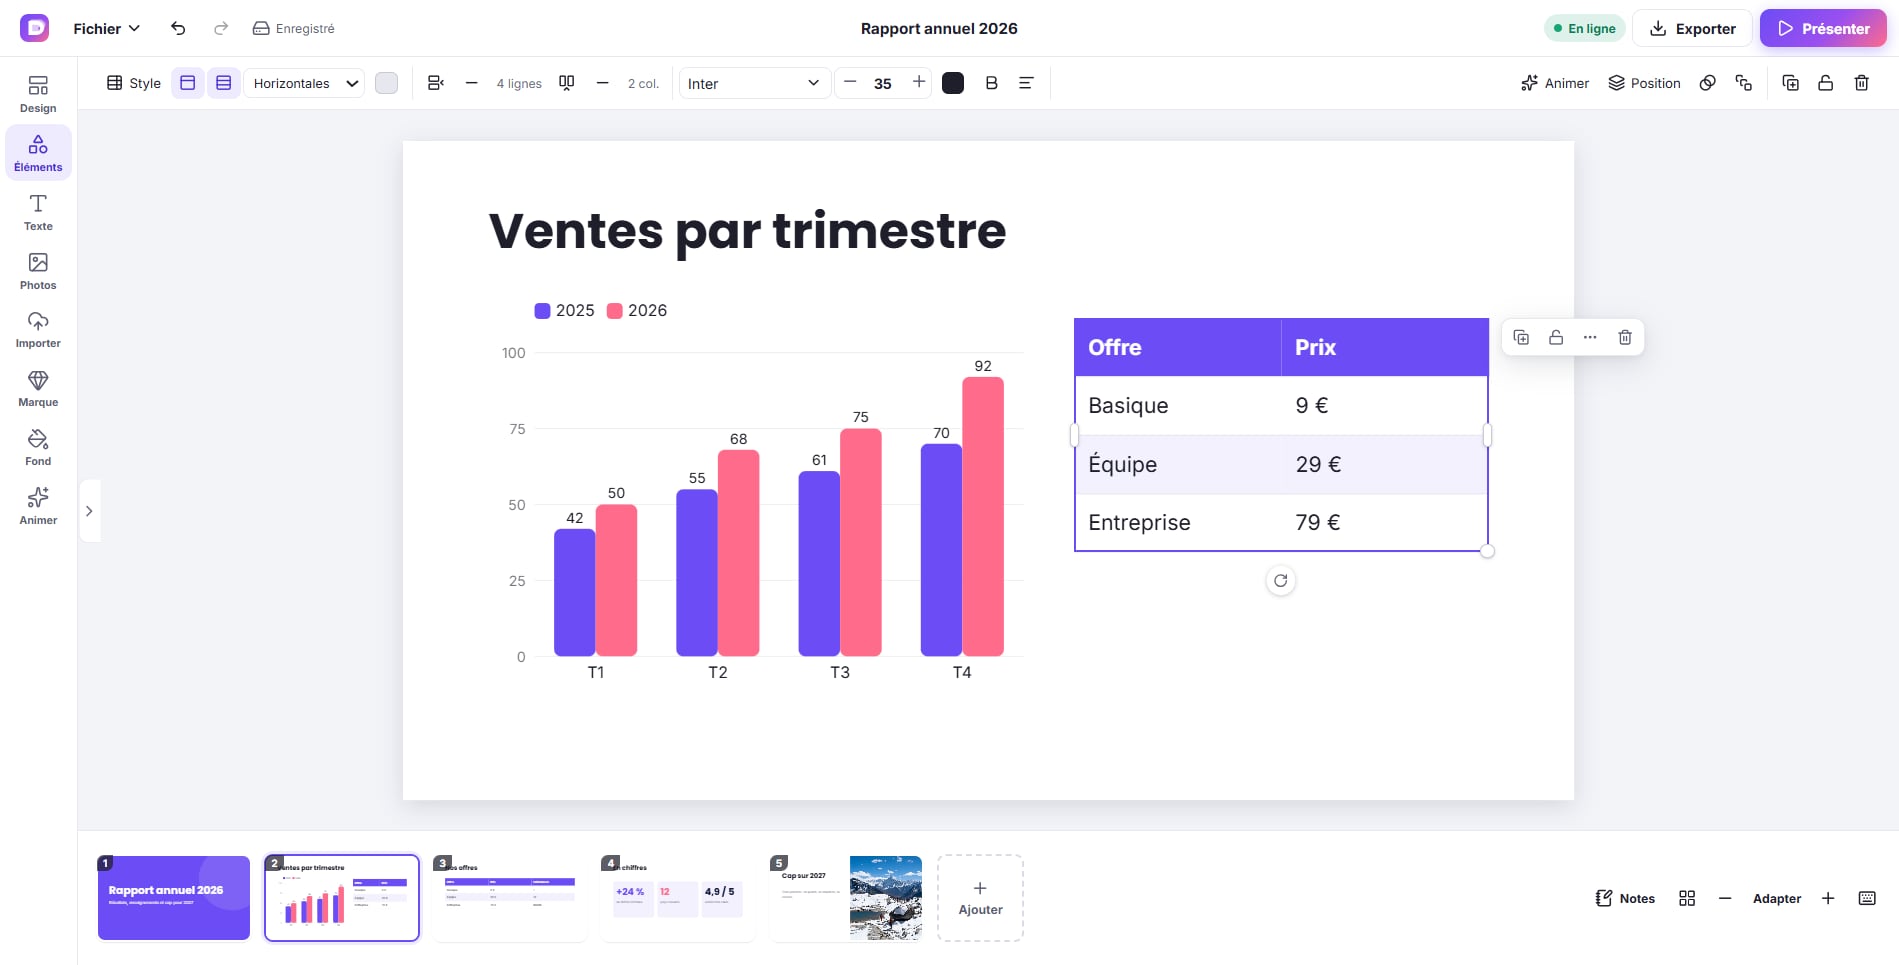 Fichier
Enregistré
Rapport annuel 2026
En ligne
Exporter
Présenter
Style
Horizontales
4 lignes
2 col.
Inter
35
B
Animer
Position
Design
Éléments
Texte
Photos
Importer
Marque
Fond
Animer
Ventes par trimestre
2025 2026
100
75
50
25
0
42 50 55 68 61 75 70 92
T1 T2 T3 T4
Offre Prix
Basique 9 €
Équipe 29 €
Entreprise 79 €
1
Rapport annuel 2026
2
3
4
+24 % 12 4,9 / 5
5
Cap sur 2027
Ajouter
Notes
Adapter